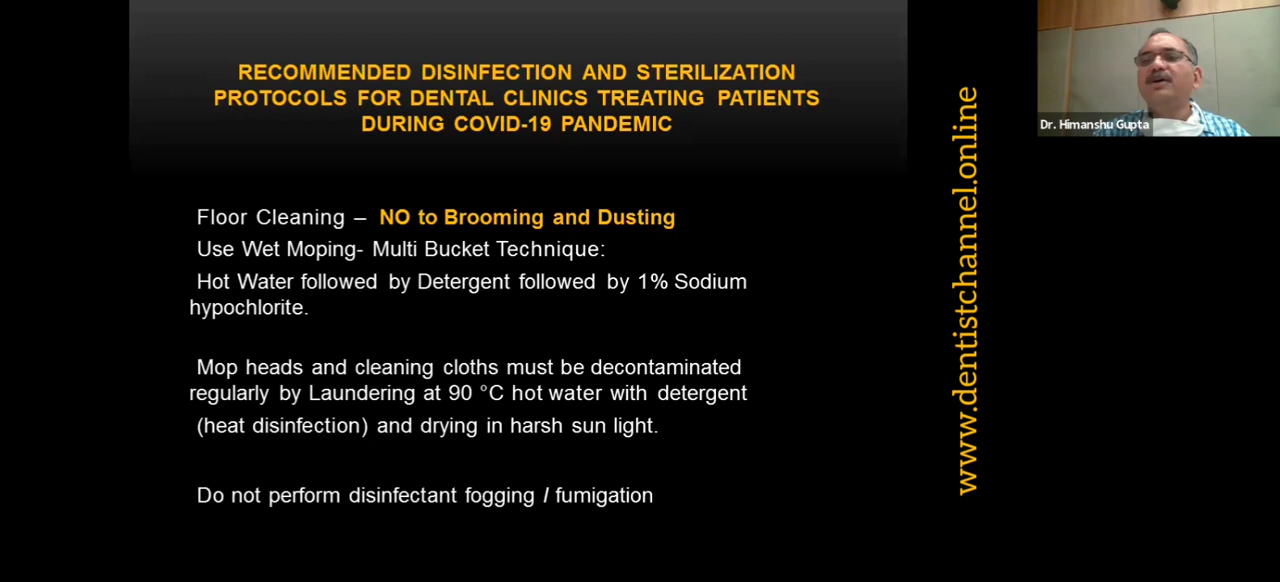 RECOMMENDED DISINFECTION AND STERILIZATION
PROTOCOLS FOR DENTAL CLINICS TREATING PATIENTS
DURING COVID-19 PANDEMIC
Floor Cleaning – NO to Brooming and Dusting
Use Wet Moping- Multi Bucket Technique:
Hot Water followed by Detergent followed by 1% Sodium
hypochlorite.
Mop heads and cleaning cloths must be decontaminated
regularly by Laundering at 90 °C hot water with detergent
(heat disinfection) and drying in harsh sun light.
Do not perform disinfectant fogging / fumigation
www.dentistchannel.online
Dr. Himanshu Gupta